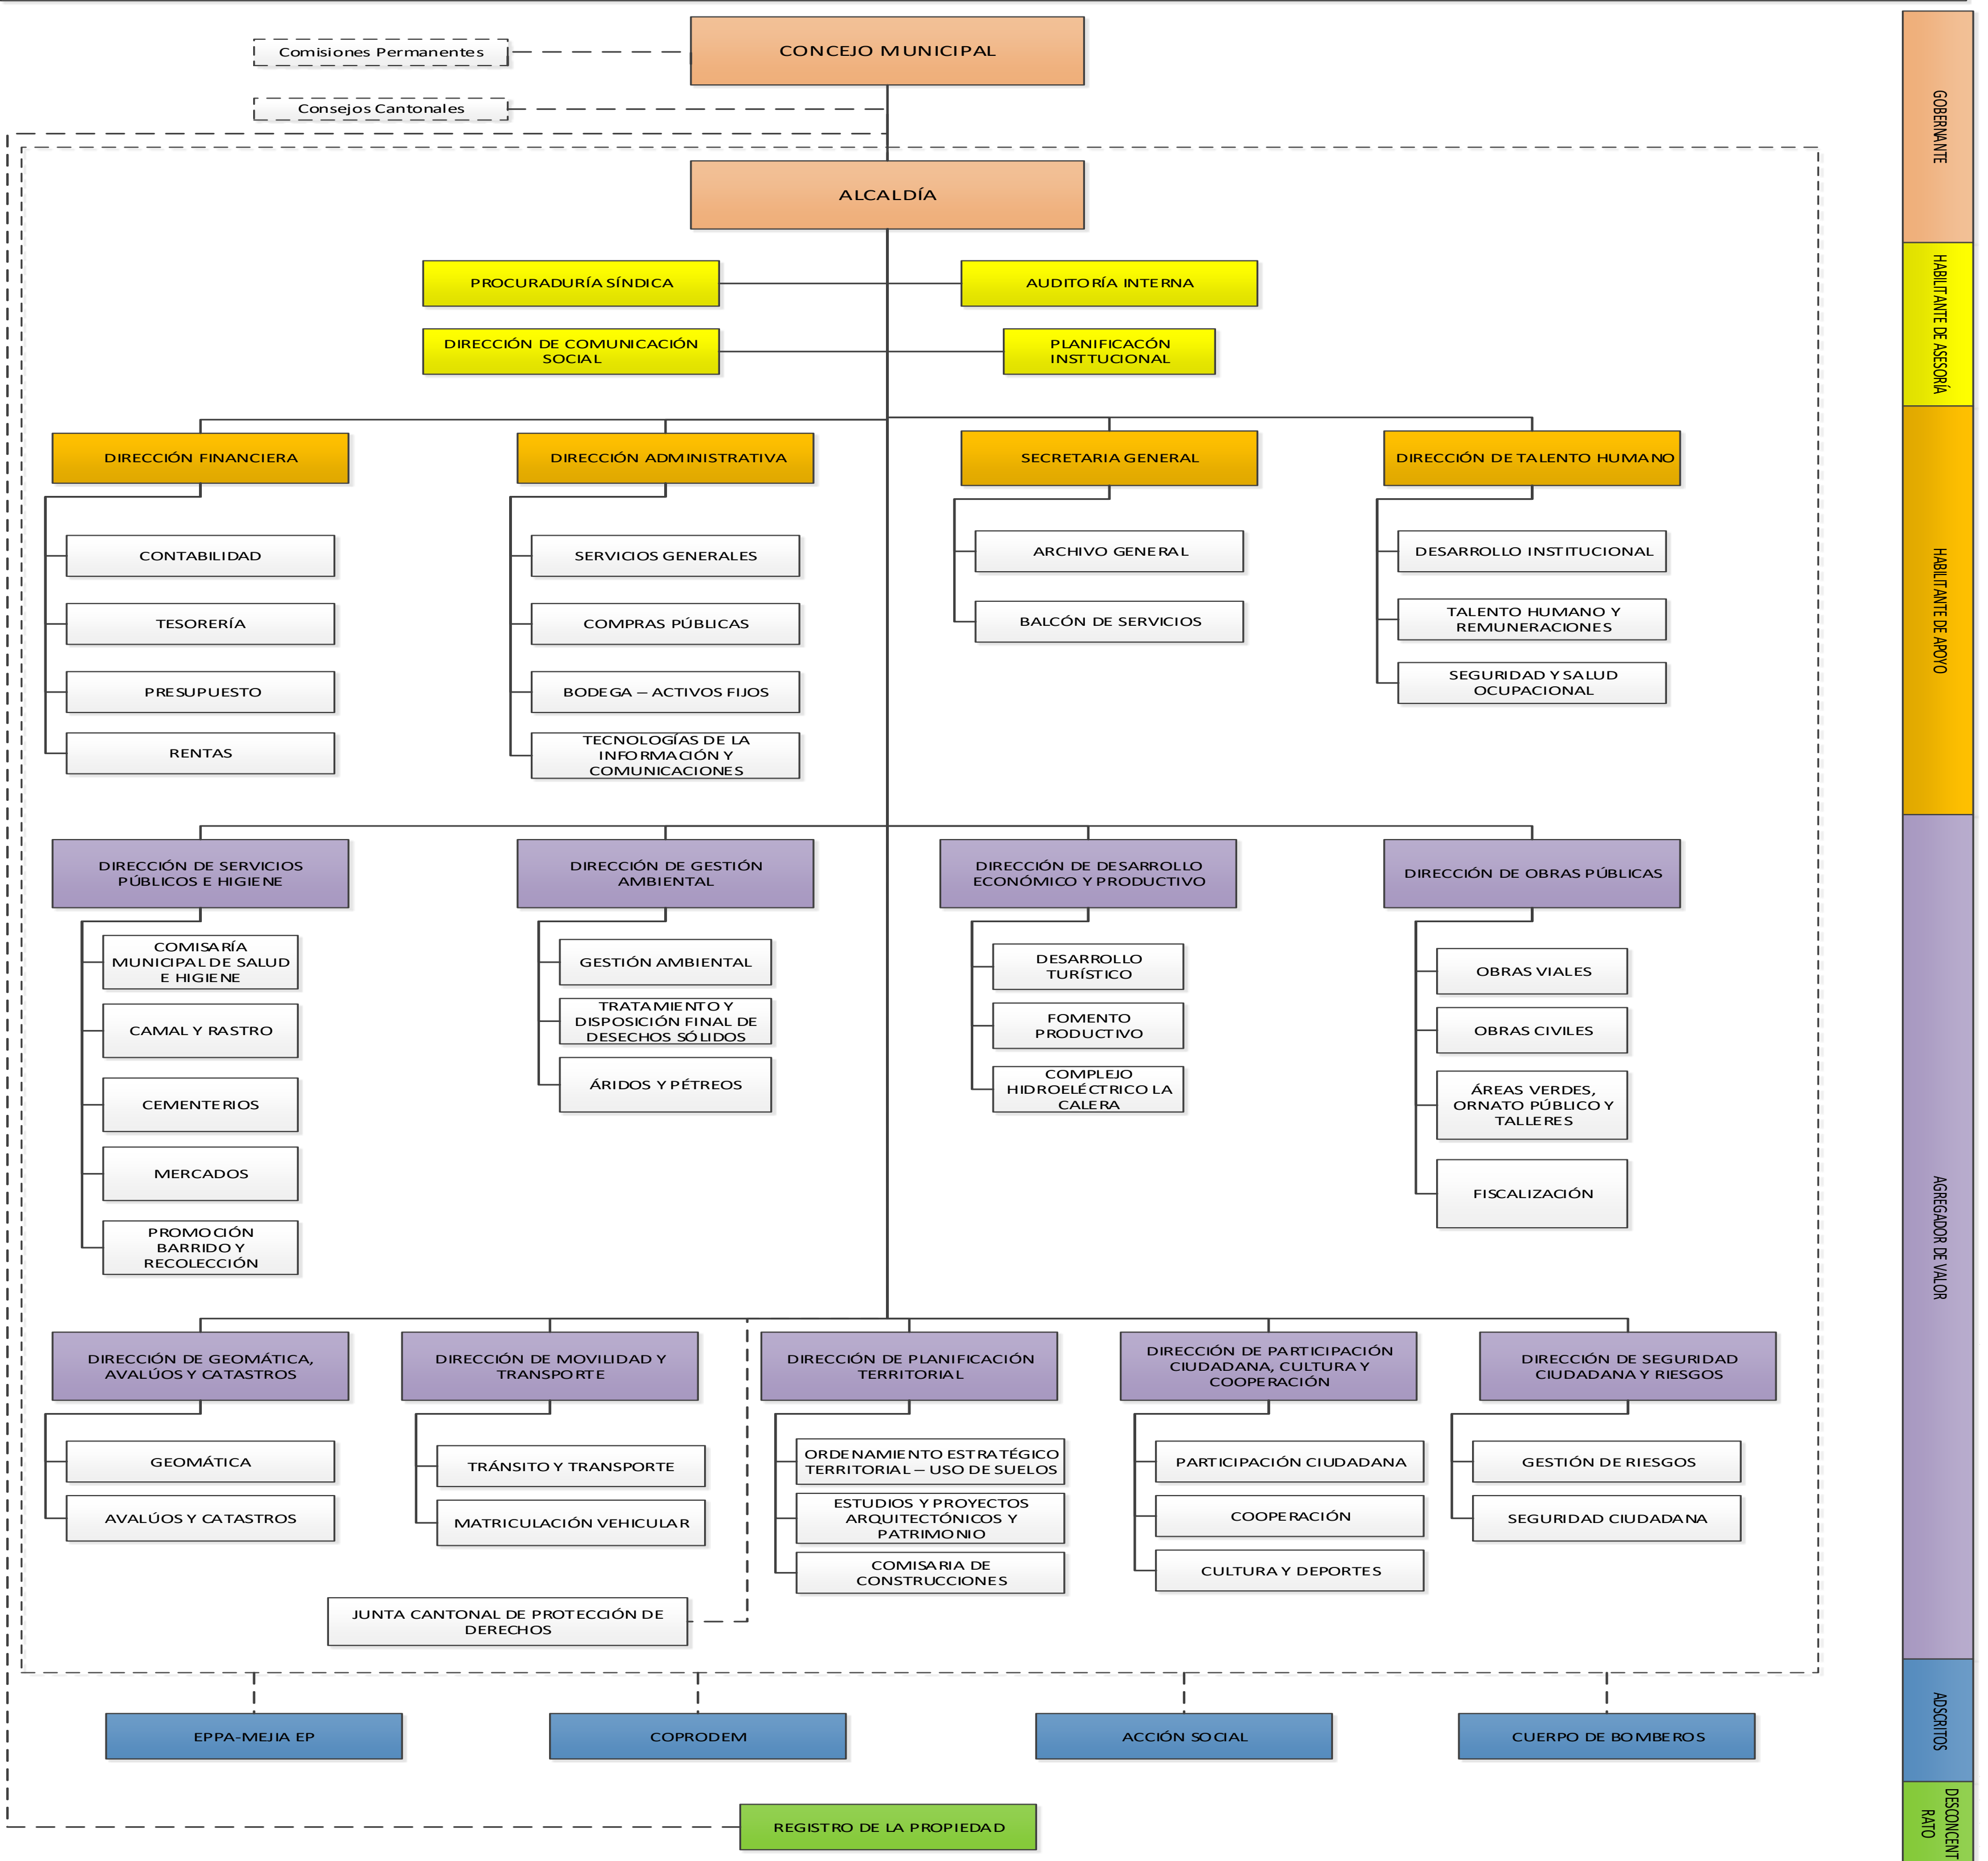 Comisiones Permanentes
CONCEJO MUNICIPAL
Consejos Cantonales
ALCALDÍA
GOBERNANTE
PROCURADURÍA SÍNDICA
AUDITORÍA INTERNA
DIRECCIÓN DE COMUNICACIÓN
SOCIAL
PLANIFICACÓN
INSTTUCIONAL
HABILITANTE DE ASESORÍA
DIRECCIÓN FINANCIERA
DIRECCIÓN ADMINISTRATIVA
SECRETARIA GENERAL
DIRECCIÓN DE TALENTO HUMANO
CONTABILIDAD
TESORERÍA
PRESUPUESTO
RENTAS
SERVICIOS GENERALES
COMPRAS PÚBLICAS
BODEGA – ACTIVOS FIJOS
TECNOLOGÍAS DE LA
INFORMACIÓN Y
COMUNICACIONES
ARCHIVO GENERAL
BALCÓN DE SERVICIOS
DESARROLLO INSTITUCIONAL
TALENTO HUMANO Y
REMUNERACIONES
SEGURIDAD Y SALUD
OCUPACIONAL
HABILITANTE DE APOYO
DIRECCIÓN DE SERVICIOS
PÚBLICOS E HIGIENE
DIRECCIÓN DE GESTIÓN
AMBIENTAL
DIRECCIÓN DE DESARROLLO
ECONÓMICO Y PRODUCTIVO
DIRECCIÓN DE OBRAS PÚBLICAS
COMISARÍA
MUNICIPAL DE SALUD
E HIGIENE
CAMAL Y RASTRO
CEMENTERIOS
MERCADOS
PROMOCIÓN
BARRIDO Y
RECOLECCIÓN
GESTIÓN AMBIENTAL
TRATAMIENTO Y
DISPOSICIÓN FINAL DE
DESECHOS SÓLIDOS
ÁRIDOS Y PÉTREOS
DESARROLLO
TURÍSTICO
FOMENTO
PRODUCTIVO
COMPLEJO
HIDROELÉCTRICO LA
CALERA
OBRAS VIALES
OBRAS CIVILES
ÁREAS VERDES,
ORNATO PÚBLICO Y
TALLERES
FISCALIZACIÓN
AGREGADOR DE VALOR
DIRECCIÓN DE GEOMÁTICA,
AVALÚOS Y CATASTROS
DIRECCIÓN DE MOVILIDAD Y
TRANSPORTE
DIRECCIÓN DE PLANIFICACIÓN
TERRITORIAL
DIRECCIÓN DE PARTICIPACIÓN
CIUDADANA, CULTURA Y
COOPERACIÓN
DIRECCIÓN DE SEGURIDAD
CIUDADANA Y RIESGOS
GEOMÁTICA
AVALÚOS Y CATASTROS
TRÁNSITO Y TRANSPORTE
MATRICULACIÓN VEHICULAR
ORDENAMIENTO ESTRATÉGICO
TERRITORIAL – USO DE SUELOS
ESTUDIOS Y PROYECTOS
ARQUITECTÓNICOS Y
PATRIMONIO
COMISARIA DE
CONSTRUCCIONES
PARTICIPACIÓN CIUDADANA
COOPERACIÓN
CULTURA Y DEPORTES
GESTIÓN DE RIESGOS
SEGURIDAD CIUDADANA
JUNTA CANTONAL DE PROTECCIÓN DE
DERECHOS
EPPA-MEJIA EP
COPRODEM
ACCIÓN SOCIAL
CUERPO DE BOMBEROS
ADSCRITOS
REGISTRO DE LA PROPIEDAD
DESCONCENT
RATO